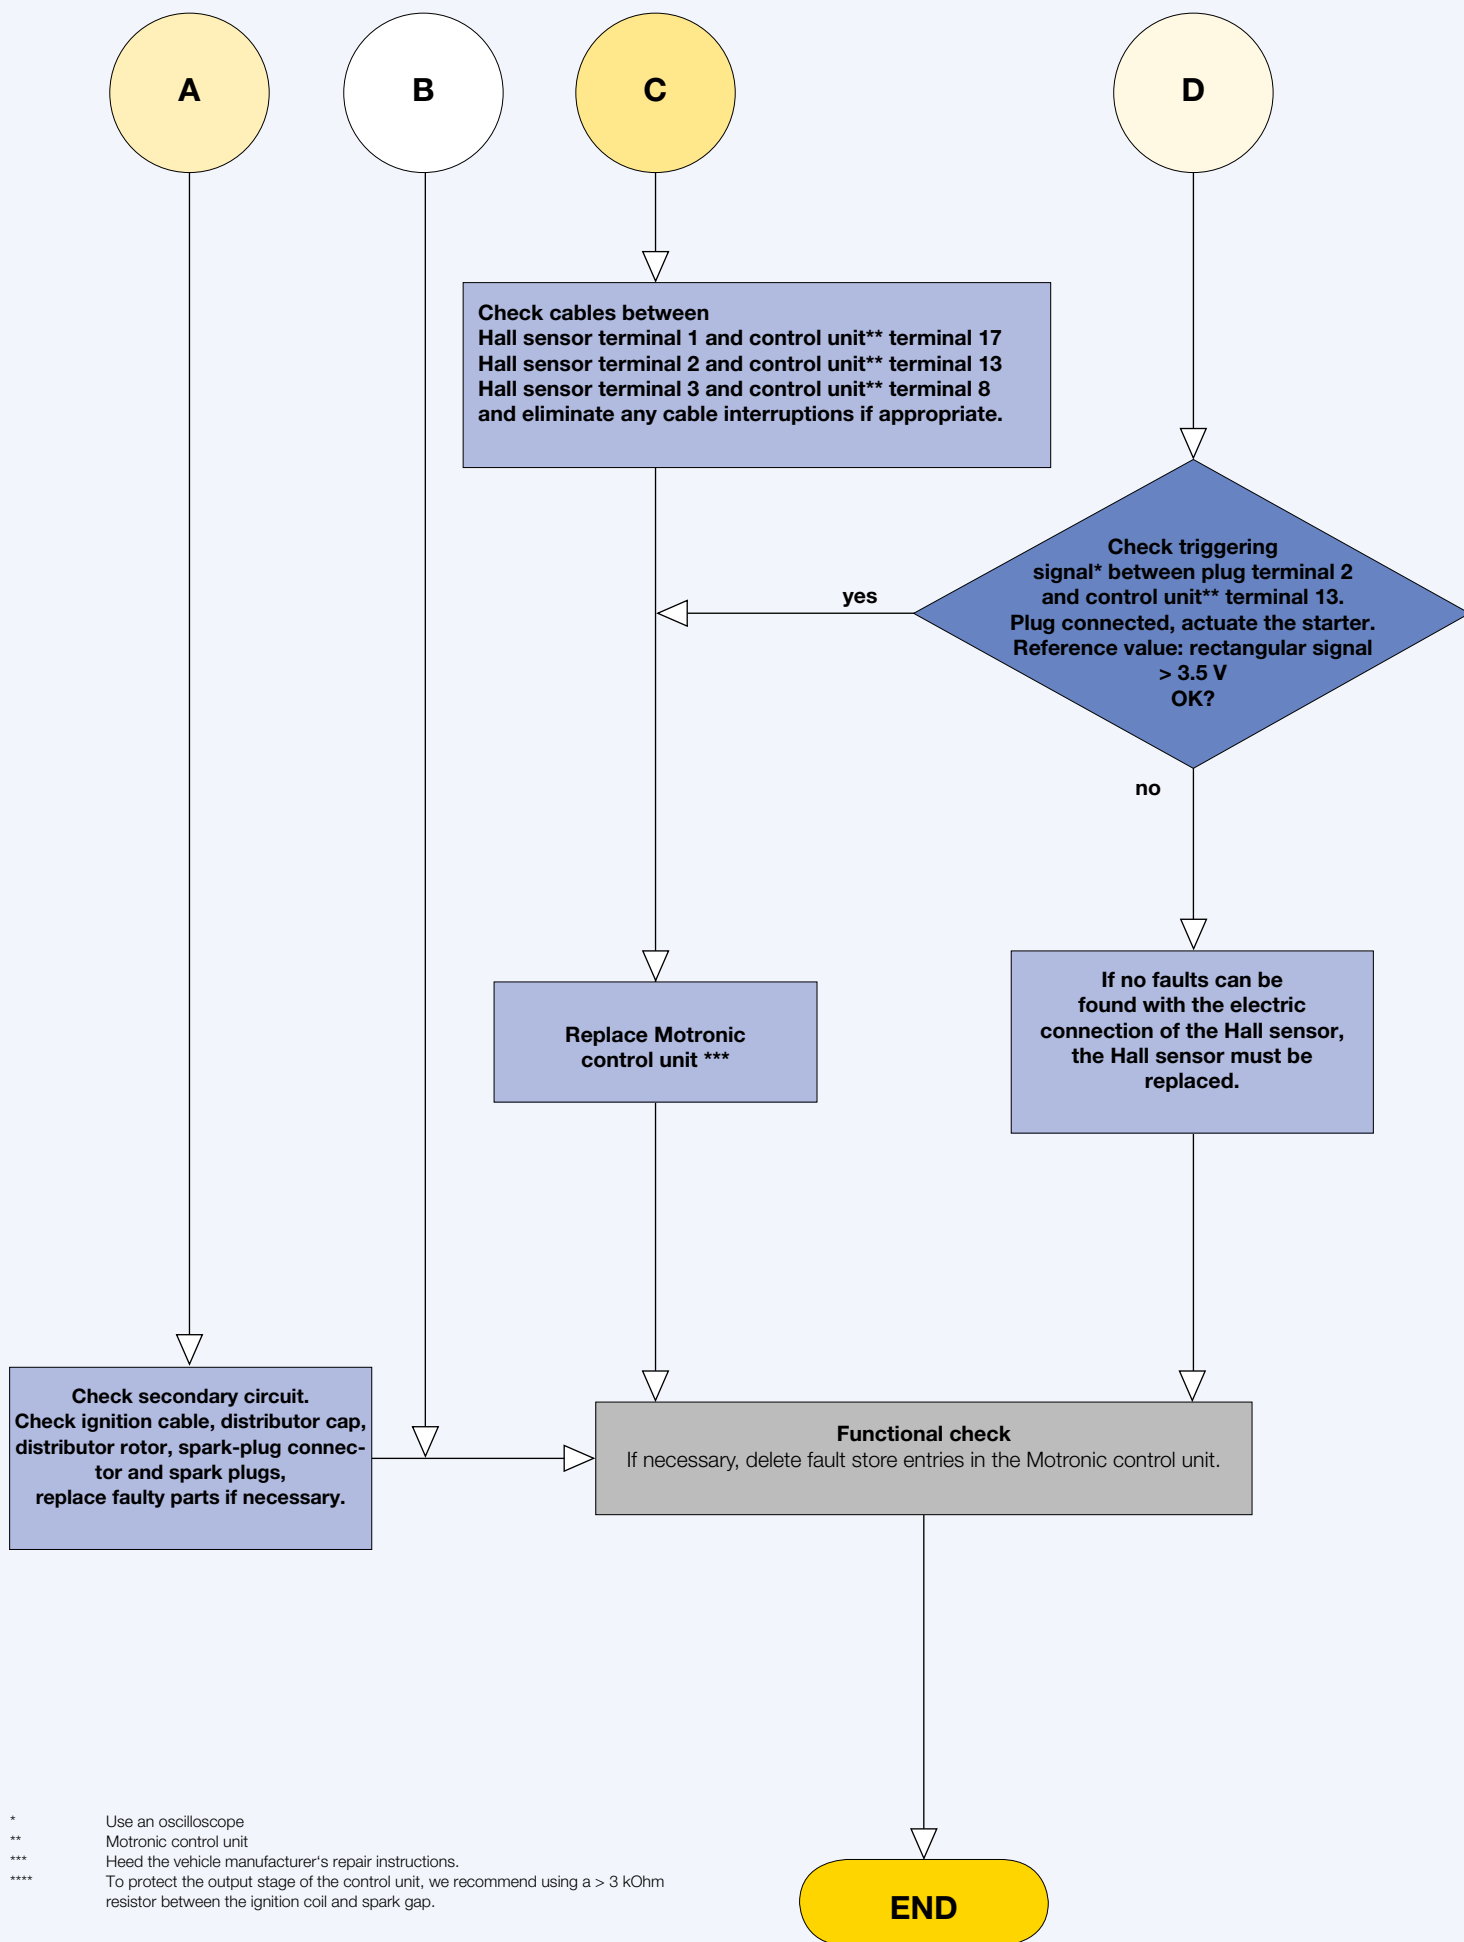 A
B
C
D
Check cables between
Hall sensor terminal 1 and control unit** terminal 17
Hall sensor terminal 2 and control unit** terminal 13
Hall sensor terminal 3 and control unit** terminal 8
and eliminate any cable interruptions if appropriate.
Check triggering
signal* between plug terminal 2
and control unit** terminal 13.
Plug connected, actuate the starter.
Reference value: rectangular signal
> 3.5 V
OK?
yes
no
If no faults can be
found with the electric
connection of the Hall sensor,
the Hall sensor must be
replaced.
Replace Motronic
control unit ***
Check secondary circuit.
Check ignition cable, distributor cap,
distributor rotor, spark-plug connec-
tor and spark plugs,
replace faulty parts if necessary.
Functional check
If necessary, delete fault store entries in the Motronic control unit.
* Use an oscilloscope
** Motronic control unit
*** Heed the vehicle manufacturer‘s repair instructions.
**** To protect the output stage of the control unit, we recommend using a > 3 kOhm
resistor between the ignition coil and spark gap.
END